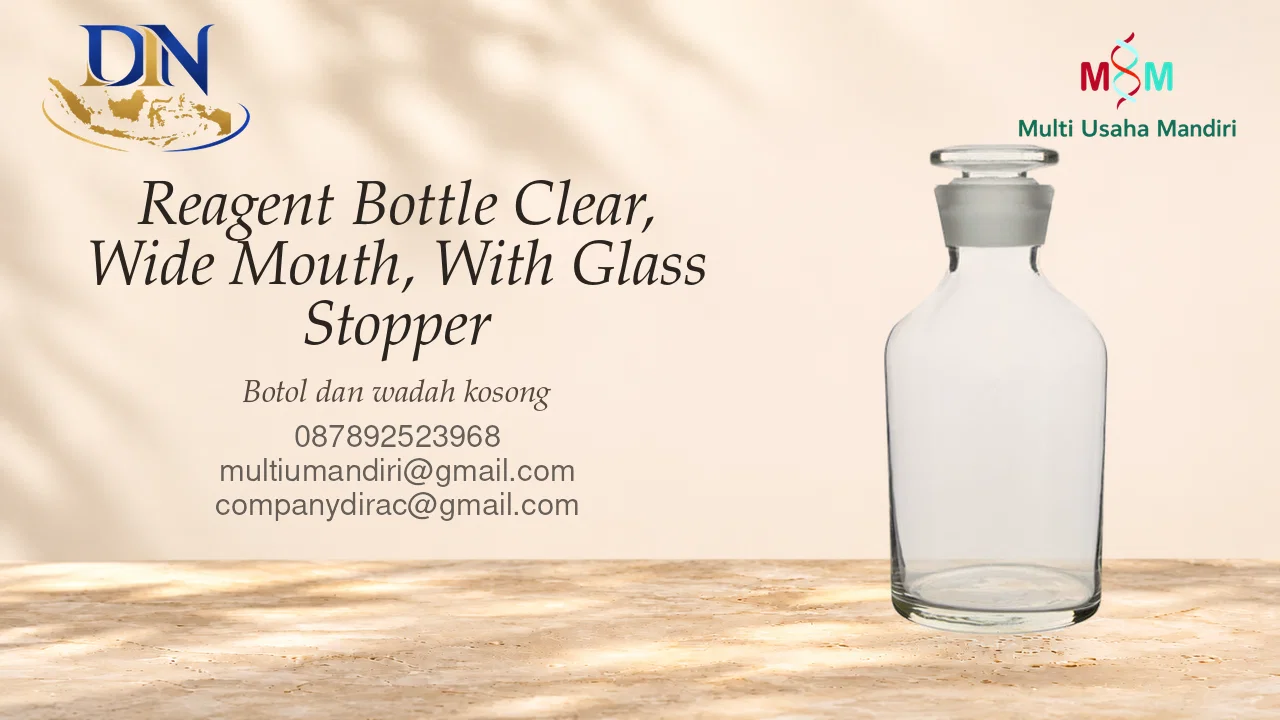 DIN
M M
Multi Usaha Mandiri
Reagent Bottle Clear,
Wide Mouth, With Glass
Stopper
Botol dan wadah kosong
087892523968
multiumandiri@gmail.com
companydirac@gmail.com